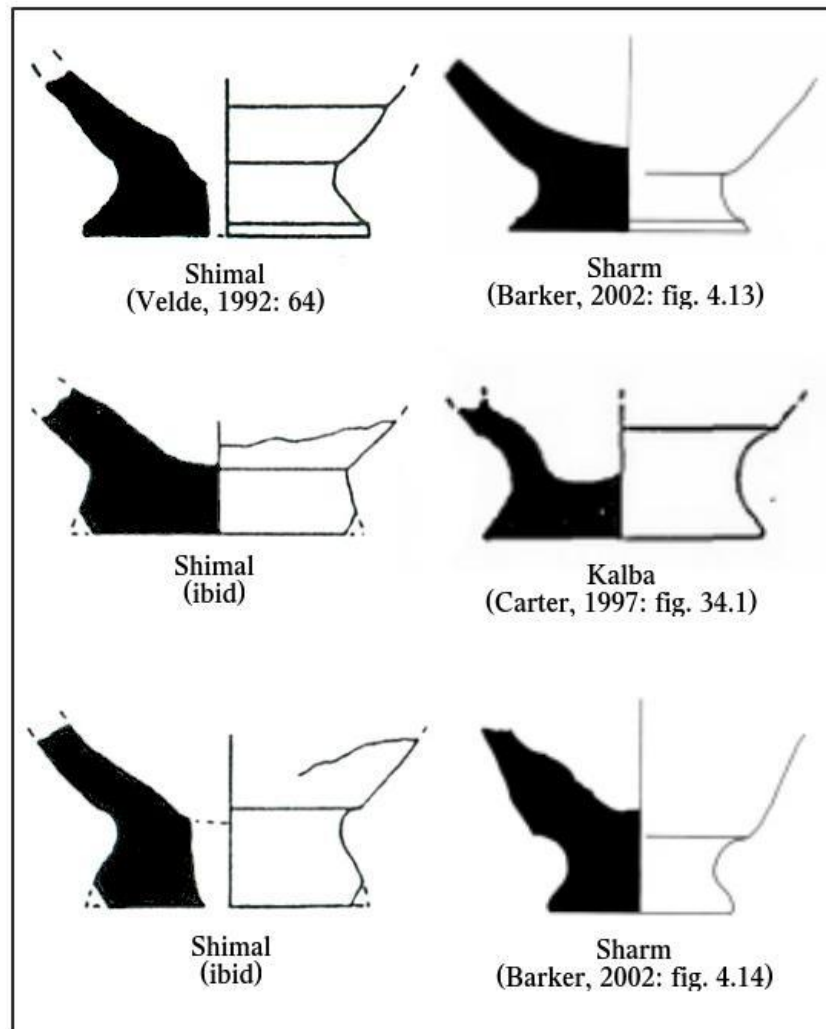 Shimal
(Velde, 1992: 64)
Sharm
(Barker, 2002: fig. 4.13)
Shimal
(ibid)
Kalba
(Carter, 1997: fig. 34.1)
Shimal
(ibid)
Sharm
(Barker, 2002: fig. 4.14)